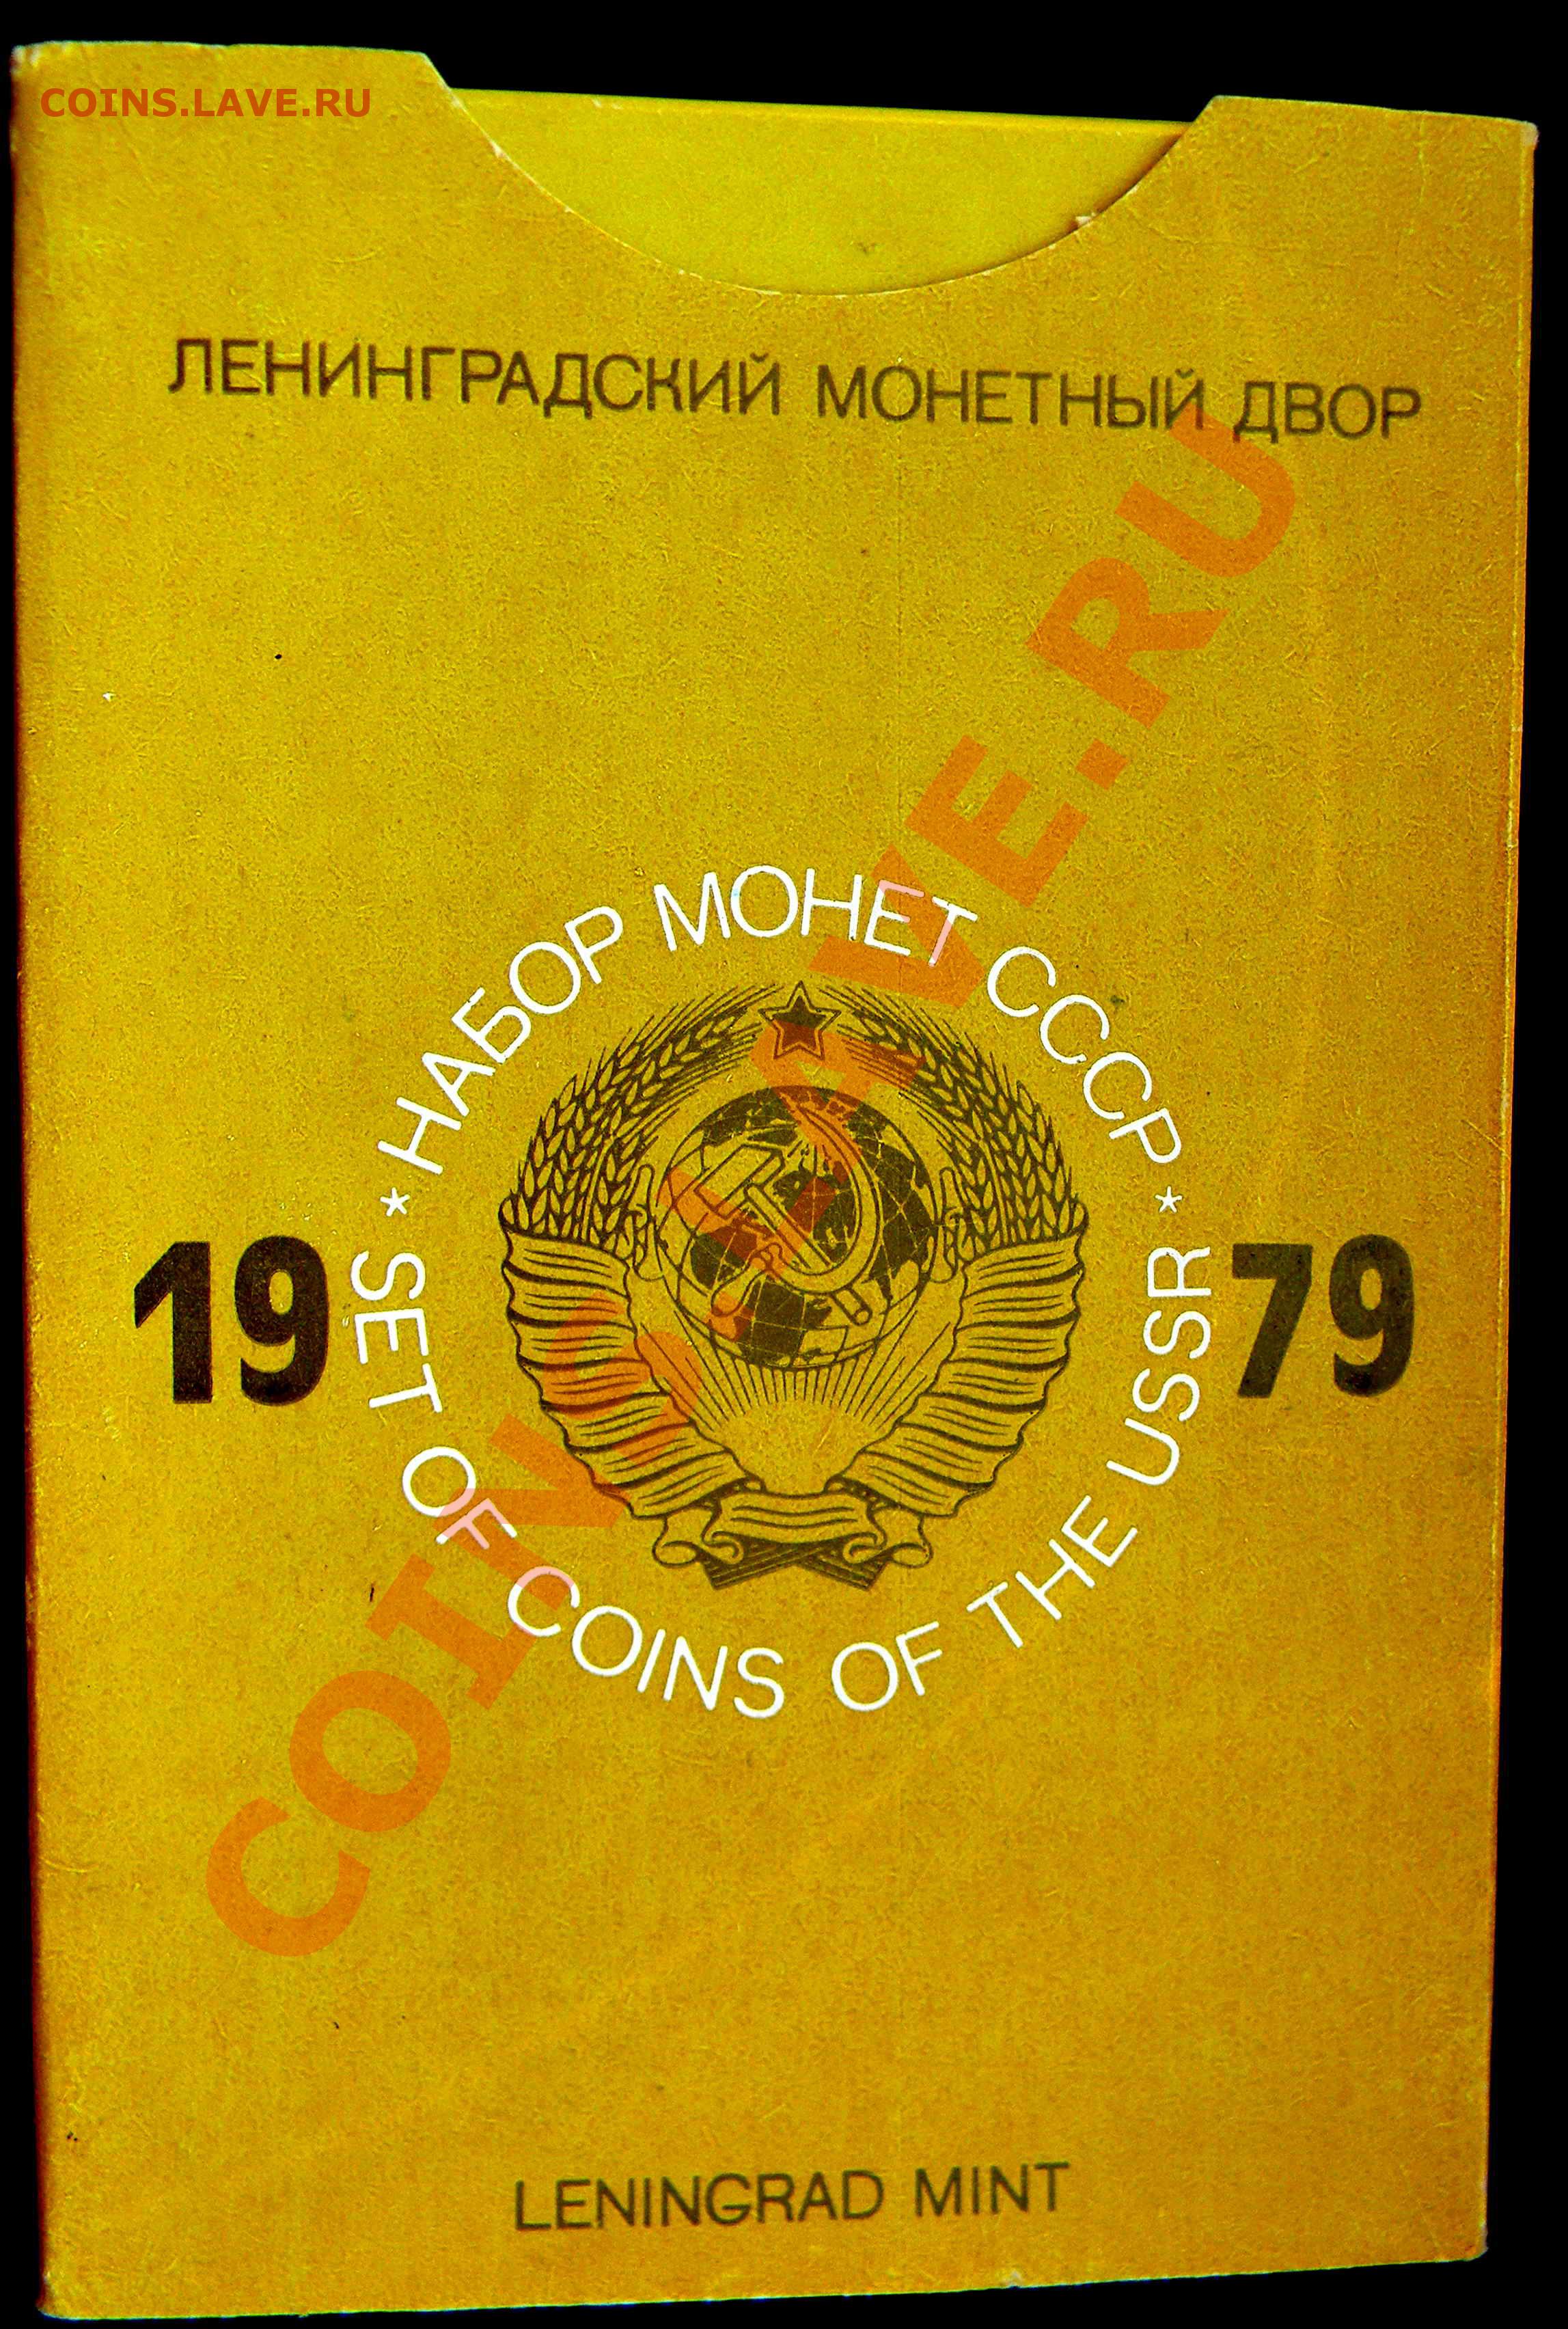 COINS.LAVE.RU
ЛЕНИНГРАДСКИЙ МОНЕТНЫЙ ДВОР
* НАБОР МОНЕТ СССР *
19 79
SET OF COINS OF THE USSR
COINS.LAVE.RU
LENINGRAD MINT